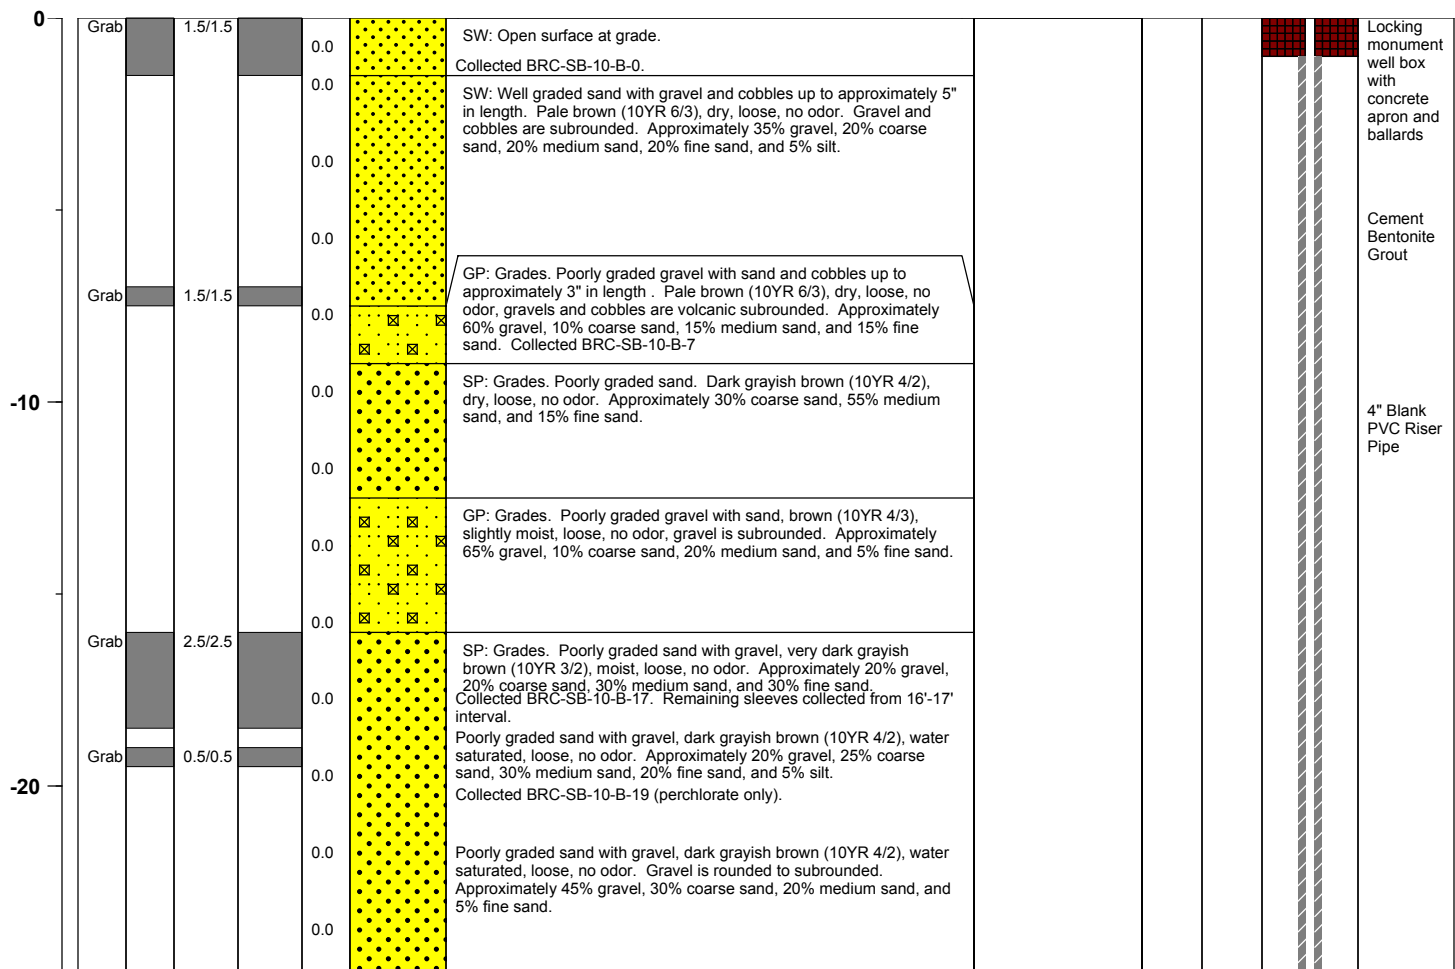 0
Grab
1.5/1.5
0.0
SW: Open surface at grade.
Collected BRC-SB-10-B-0.
Locking
monument
well box
with
concrete
apron and
ballards
0.0
SW: Well graded sand with gravel and cobbles up to approximately 5"
in length. Pale brown (10YR 6/3), dry, loose, no odor. Gravel and
cobbles are subrounded. Approximately 35% gravel, 20% coarse
sand, 20% medium sand, 20% fine sand, and 5% silt.
0.0
0.0
Cement
Bentonite
Grout
Grab
1.5/1.5
0.0
GP: Grades. Poorly graded gravel with sand and cobbles up to
approximately 3" in length . Pale brown (10YR 6/3), dry, loose, no
odor, gravels and cobbles are volcanic subrounded. Approximately
60% gravel, 10% coarse sand, 15% medium sand, and 15% fine
sand. Collected BRC-SB-10-B-7
-10
0.0
SP: Grades. Poorly graded sand. Dark grayish brown (10YR 4/2),
dry, loose, no odor. Approximately 30% coarse sand, 55% medium
sand, and 15% fine sand.
4" Blank
PVC Riser
Pipe
0.0
0.0
GP: Grades. Poorly graded gravel with sand, brown (10YR 4/3),
slightly moist, loose, no odor, gravel is subrounded. Approximately
65% gravel, 10% coarse sand, 20% medium sand, and 5% fine sand.
0.0
Grab
2.5/2.5
SP: Grades. Poorly graded sand with gravel, very dark grayish
brown (10YR 3/2), moist, loose, no odor. Approximately 20% gravel,
20% coarse sand, 30% medium sand, and 30% fine sand.
0.0
Collected BRC-SB-10-B-17. Remaining sleeves collected from 16'-17'
interval.
Grab
0.5/0.5
Poorly graded sand with gravel, dark grayish brown (10YR 4/2), water
saturated, loose, no odor. Approximately 20% gravel, 25% coarse
sand, 30% medium sand, 20% fine sand, and 5% silt.
0.0
-20
Collected BRC-SB-10-B-19 (perchlorate only).
0.0
Poorly graded sand with gravel, dark grayish brown (10YR 4/2), water
saturated, loose, no odor. Gravel is rounded to subrounded.
Approximately 45% gravel, 30% coarse sand, 20% medium sand, and
5% fine sand.
0.0